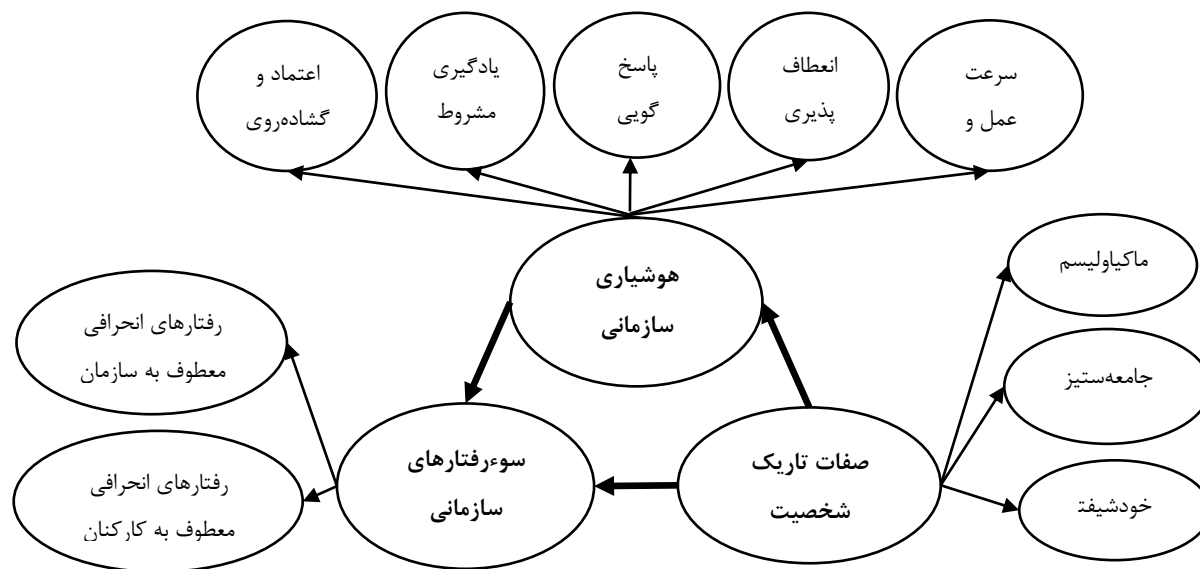 سرعت
عمل و
انعطاف
پذیری
پاسخ
گویی
یادگیری
مشروط
اعتماد و
گشاده‌روی
هوشیاری
سازمانی
ماکیاولیسم
جامعه‌ستیز
خودشیفت
صفات تاریک
شخصیت
سوءرفتارهای
سازمانی
رفتارهای انحرافی
معطوف به سازمان
رفتارهای انحرافی
معطوف به کارکنان